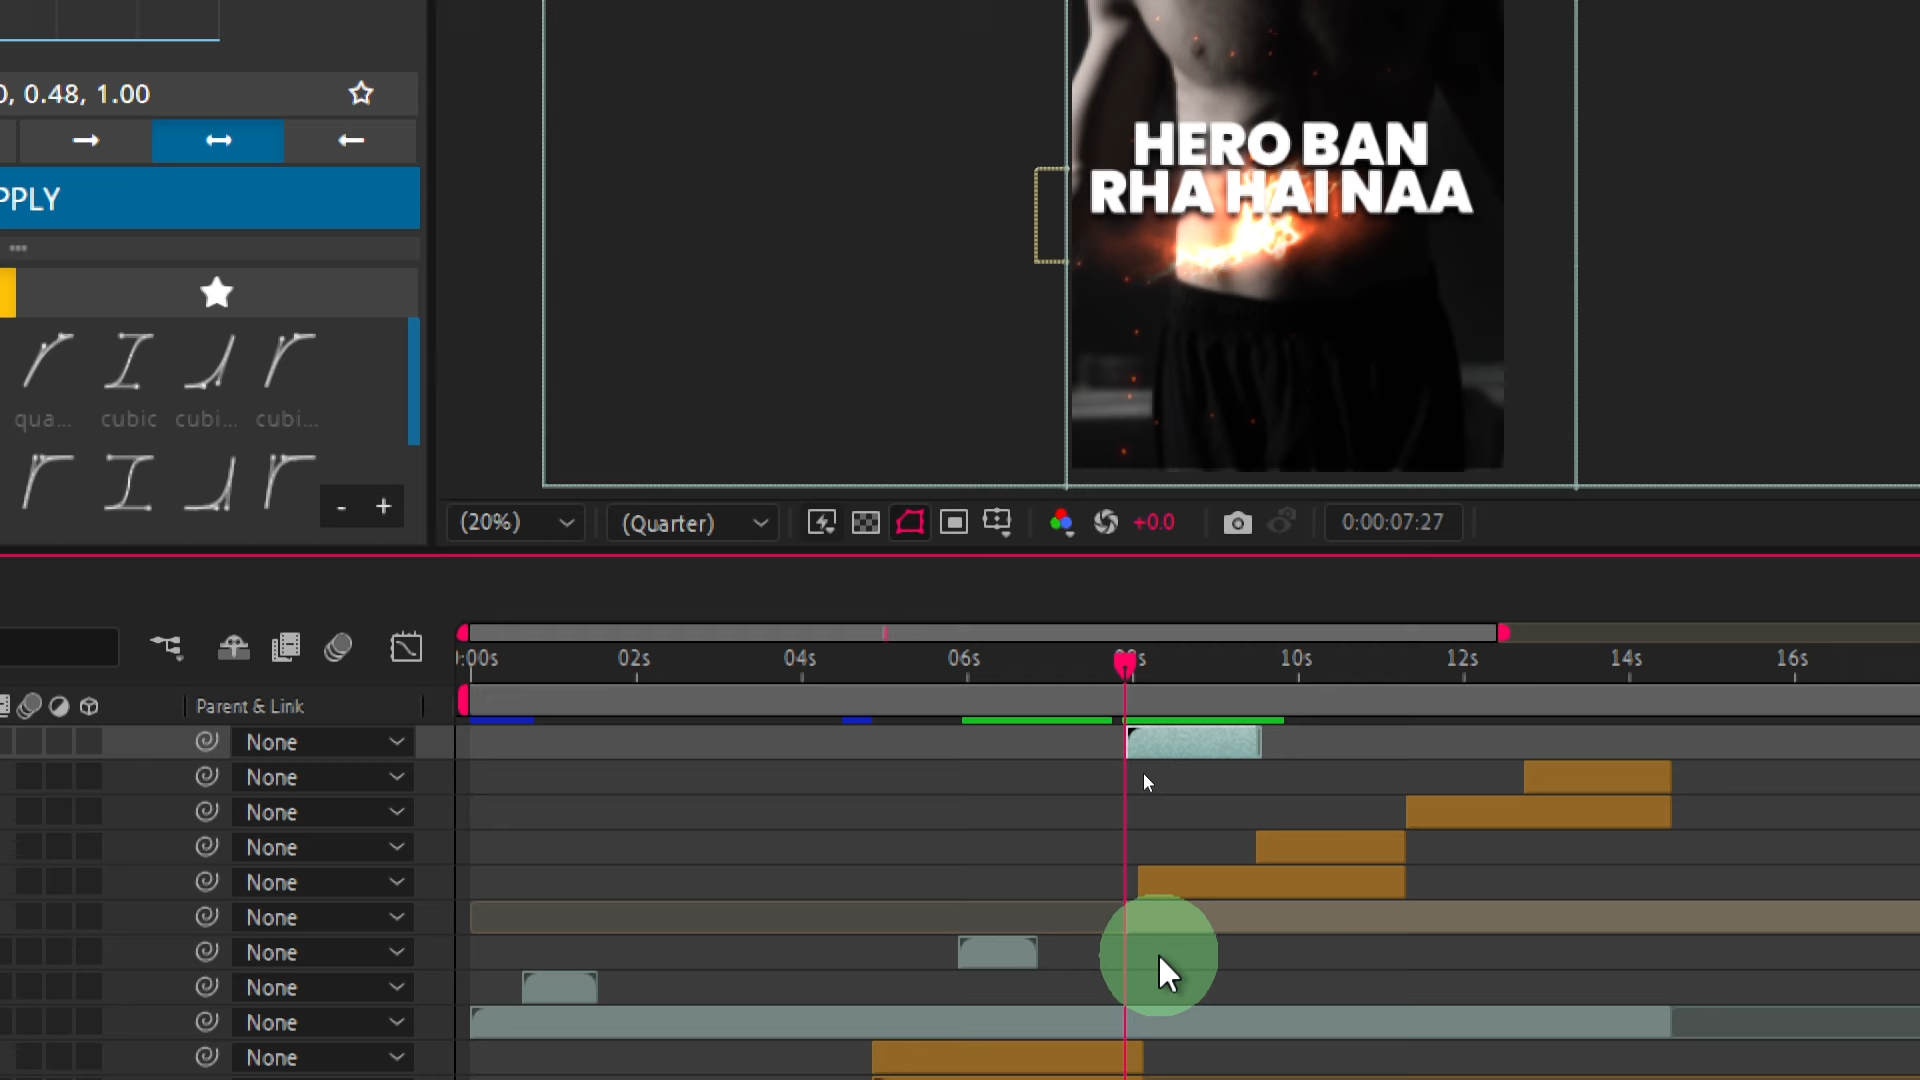 0, 0.48, 1.00
PPLY
qua...
cubic
cubi...
cubi...
- +
HERO BAN
RHA HAI NAA
(20%)
(Quarter)
+0.0
0:00:07:27
:00s
02s
04s
06s
08s
10s
12s
14s
16s
Parent & Link
None
None
None
None
None
None
None
None
None
None